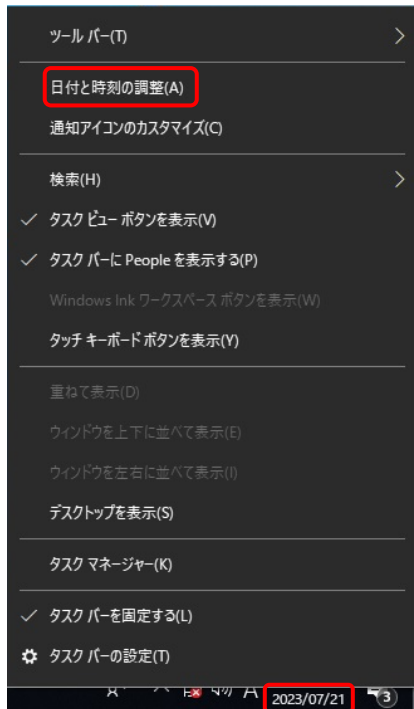 ツール バー(T)
日付と時刻の調整(A)
通知アイコンのカスタマイズ(C)
検索(H)
タスク ビュー ボタンを表示(V)
タスク バーに People を表示する(P)
Windows Ink ワークスペース ボタンを表示(W)
タッチ キーボード ボタンを表示(Y)
重ねて表示(D)
ウィンドウを上下に並べて表示(E)
ウィンドウを左右に並べて表示(I)
デスクトップを表示(S)
タスク マネージャー(K)
タスク バーを固定する(L)
タスク バーの設定(T)
A 2023/07/21 3